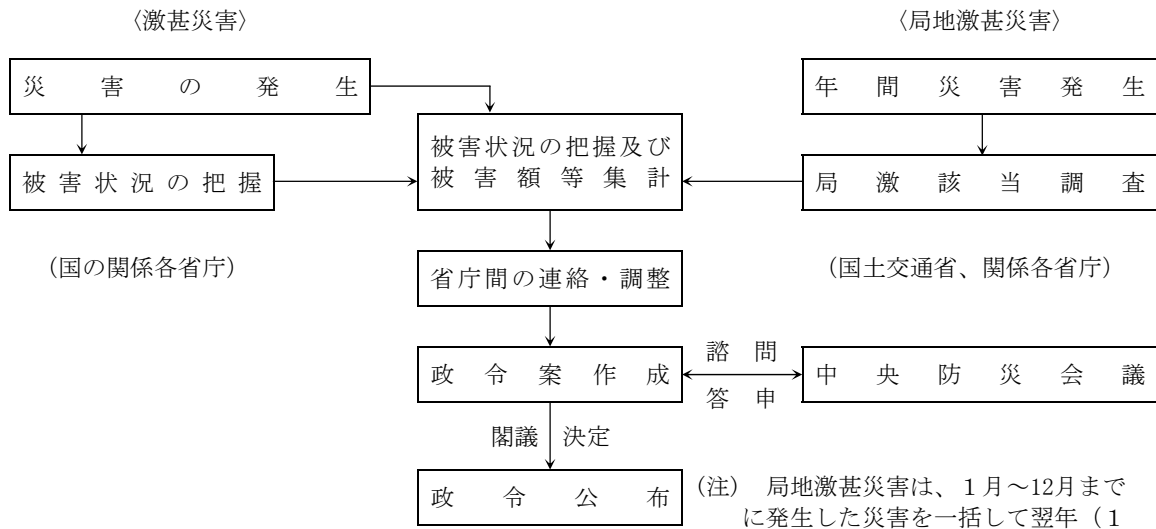 〈激甚災害〉
〈局地激甚災害〉
災害の発生
年間災害発生
被害状況の把握及び
被害額等集計
被害状況の把握
局激該当調査
(国の関係各省庁)
省庁間の連絡・調整
(国土交通省、関係各省庁)
政令案作成
諮問
答申
中央防災会議
閣議 決定
政令公布
(注) 局地激甚災害は、1月~12月まで
に発生した災害を一括して翌年(1